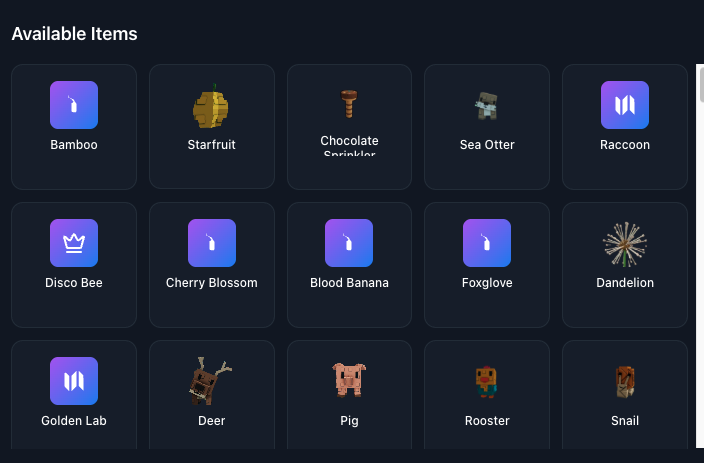 Available Items
Bamboo
Starfruit
Chocolate
Sprinkler
Sea Otter
Raccoon
Disco Bee
Cherry Blossom
Blood Banana
Foxglove
Dandelion
Golden Lab
Deer
Pig
Rooster
Snail